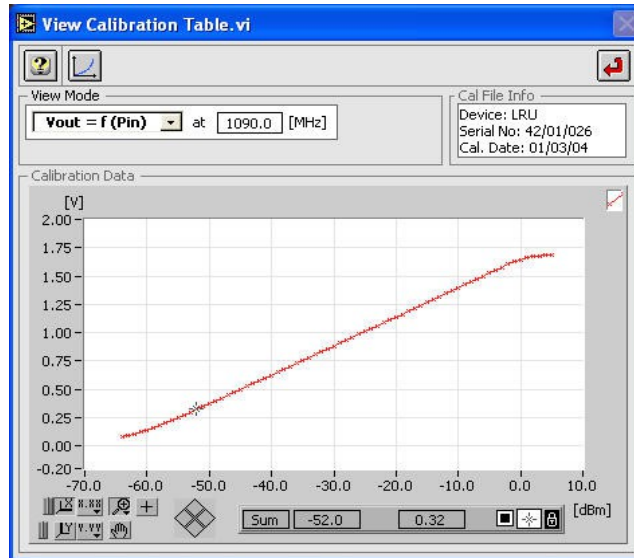 View Calibration Table.vi
View Mode
Vout = f (Pin) at 1090.0 [MHz]
Cal File Info
Device: LRU
Serial No: 42/01/026
Cal. Date: 01/03/04
Calibration Data
[V]
2.00
1.75
1.50
1.25
1.00
0.75
0.50
0.25
0.00
-0.20
-70.0 -60.0 -50.0 -40.0 -30.0 -20.0 -10.0 0.0 10.0
[dBm]
X X.XX
Y Y.YY
Sum -52.0 0.32